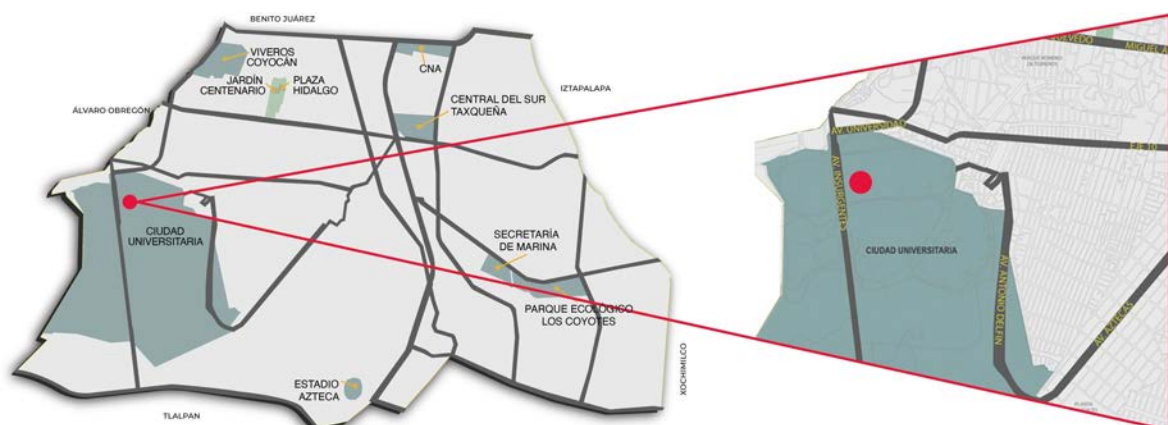 BENITO JUÁREZ
VIVEROS
COYOCÁN
JARDÍN
CENTENARIO
PLAZA
HIDALGO
CNA
CENTRAL DEL SUR
TAXQUEÑA
IZTAPALAPA
ÁLVARO OBREGÓN
CIUDAD
UNIVERSITARIA
SECRETARÍA
DE MARINA
PARQUE ECOLÓGICO
LOS COYOTES
ESTADIO
AZTECA
TLALPAN
XOCHIMILCO
MIGUEL A
AV. UNIVERSIDAD
EJE 10
AV. INSURGENTES
CIUDAD UNIVERSITARIA
AV. ANTONIO DELFIN
AV. AZTECAS